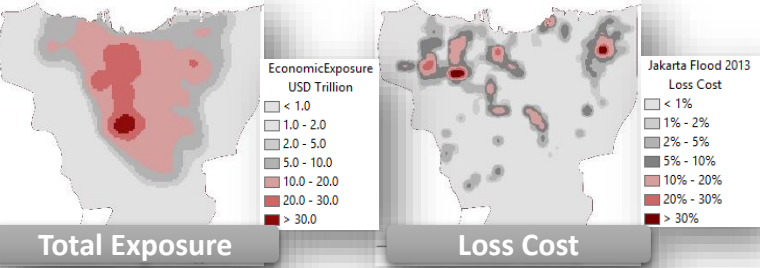 EconomicExposure
USD Trillion
< 1.0
1.0 - 2.0
2.0 - 5.0
5.0 - 10.0
10.0 - 20.0
20.0 - 30.0
> 30.0
Total Exposure
Jakarta Flood 2013
Loss Cost
< 1%
1% - 2%
2% - 5%
5% - 10%
10% - 20%
20% - 30%
> 30%
Loss Cost